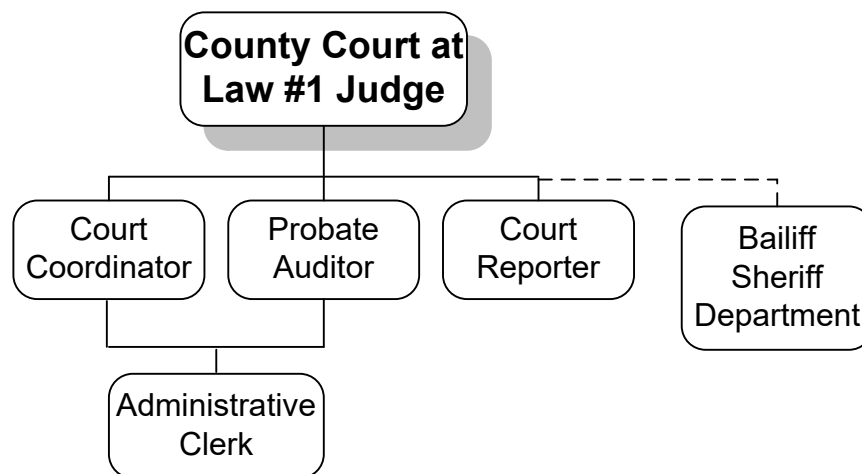 County Court at
Law #1 Judge
Court
Coordinator
Probate
Auditor
Court
Reporter
Bailiff
Sheriff
Department
Administrative
Clerk